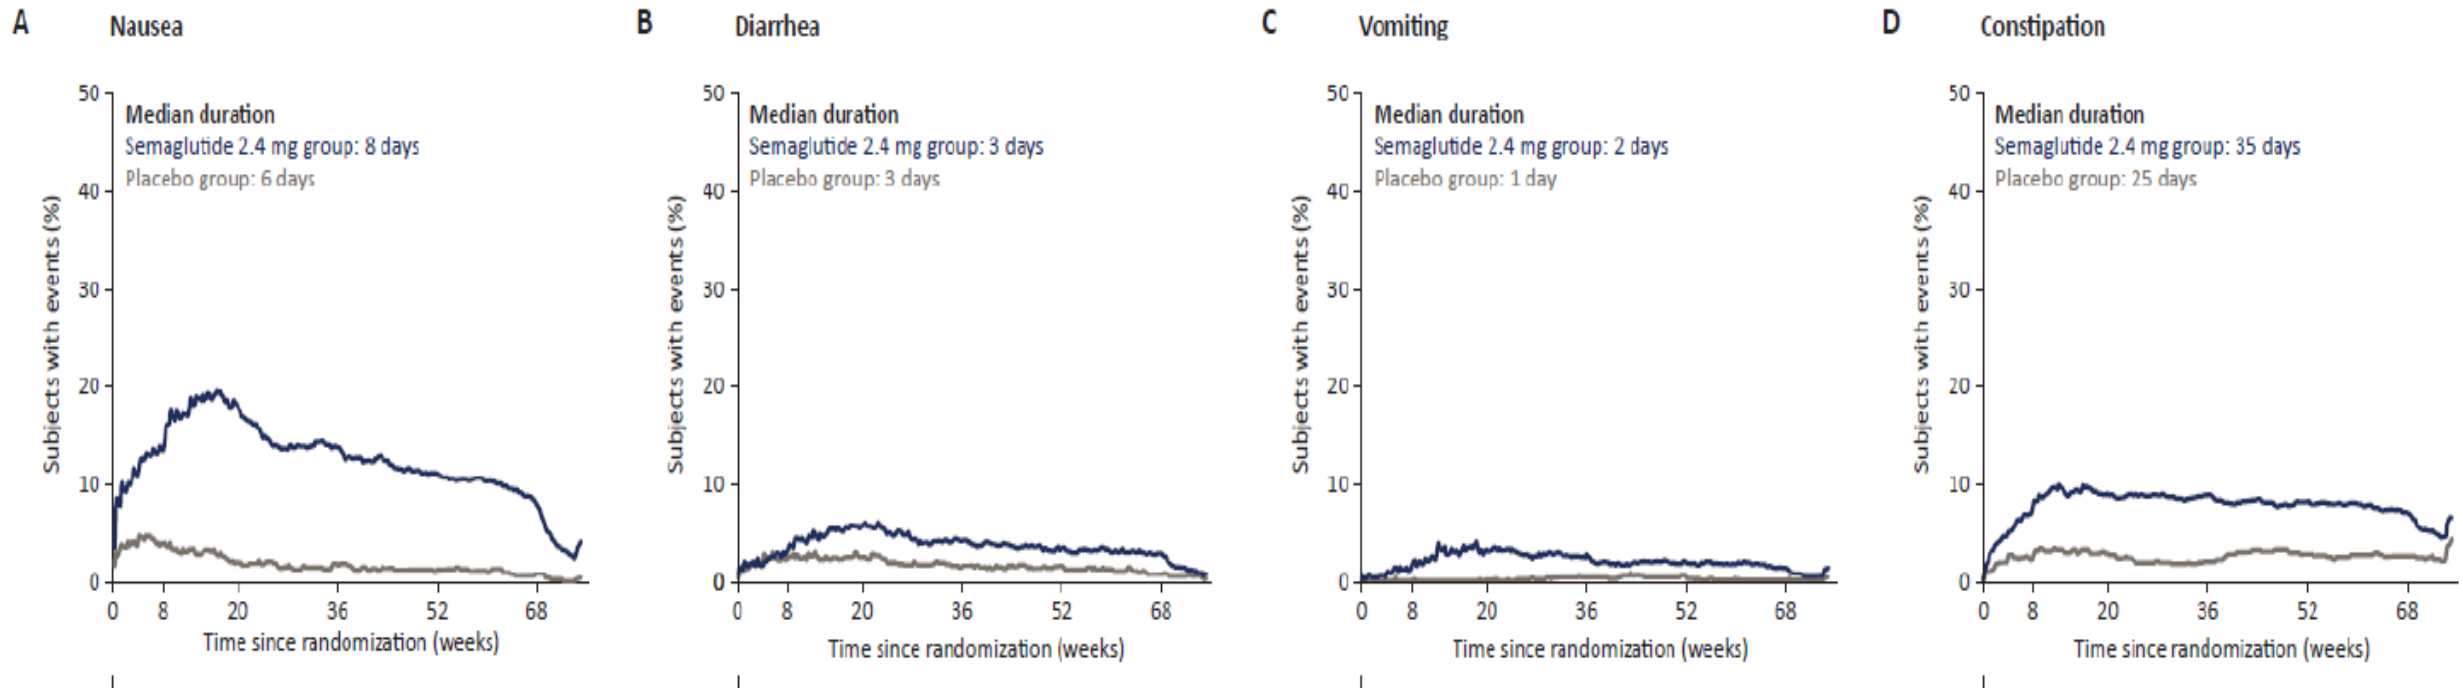 A Nausea
50
40
30
20
10
0
Subjects with events (%)
Median duration
Semaglutide 2.4 mg group: 8 days
Placebo group: 6 days
0 8 20 36 52 68
Time since randomization (weeks)
B Diarrhea
50
40
30
20
10
0
Subjects with events (%)
Median duration
Semaglutide 2.4 mg group: 3 days
Placebo group: 3 days
0 8 20 36 52 68
Time since randomization (weeks)
C Vomiting
50
40
30
20
10
0
Subjects with events (%)
Median duration
Semaglutide 2.4 mg group: 2 days
Placebo group: 1 day
0 8 20 36 52 68
Time since randomization (weeks)
D Constipation
50
40
30
20
10
0
Subjects with events (%)
Median duration
Semaglutide 2.4 mg group: 35 days
Placebo group: 25 days
0 8 20 36 52 68
Time since randomization (weeks)